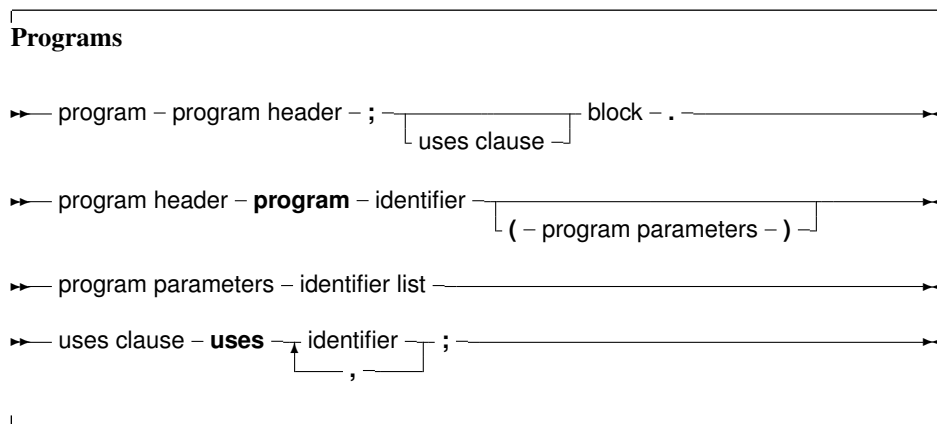 Programs
program – program header – ; – block – .
uses clause
program header – program – identifier
( – program parameters – )
program parameters – identifier list
uses clause – uses – identifier – ;
,